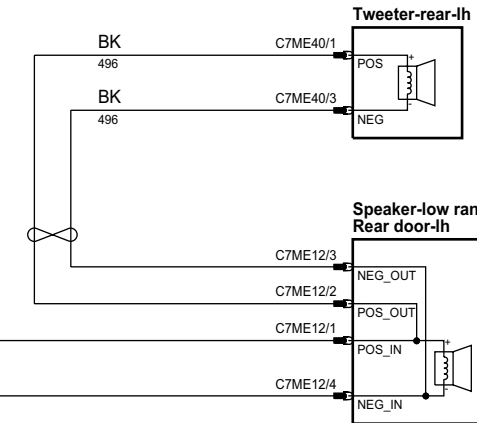 Tweeter-rear-lh
BK
C7ME40/1
496
POS
+
-
BK
C7ME40/3
496
NEG
Speaker-low ran
Rear door-lh
C7ME12/3
NEG_OUT
C7ME12/2
POS_OUT
C7ME12/1
POS_IN
+
-
C7ME12/4
NEG_IN